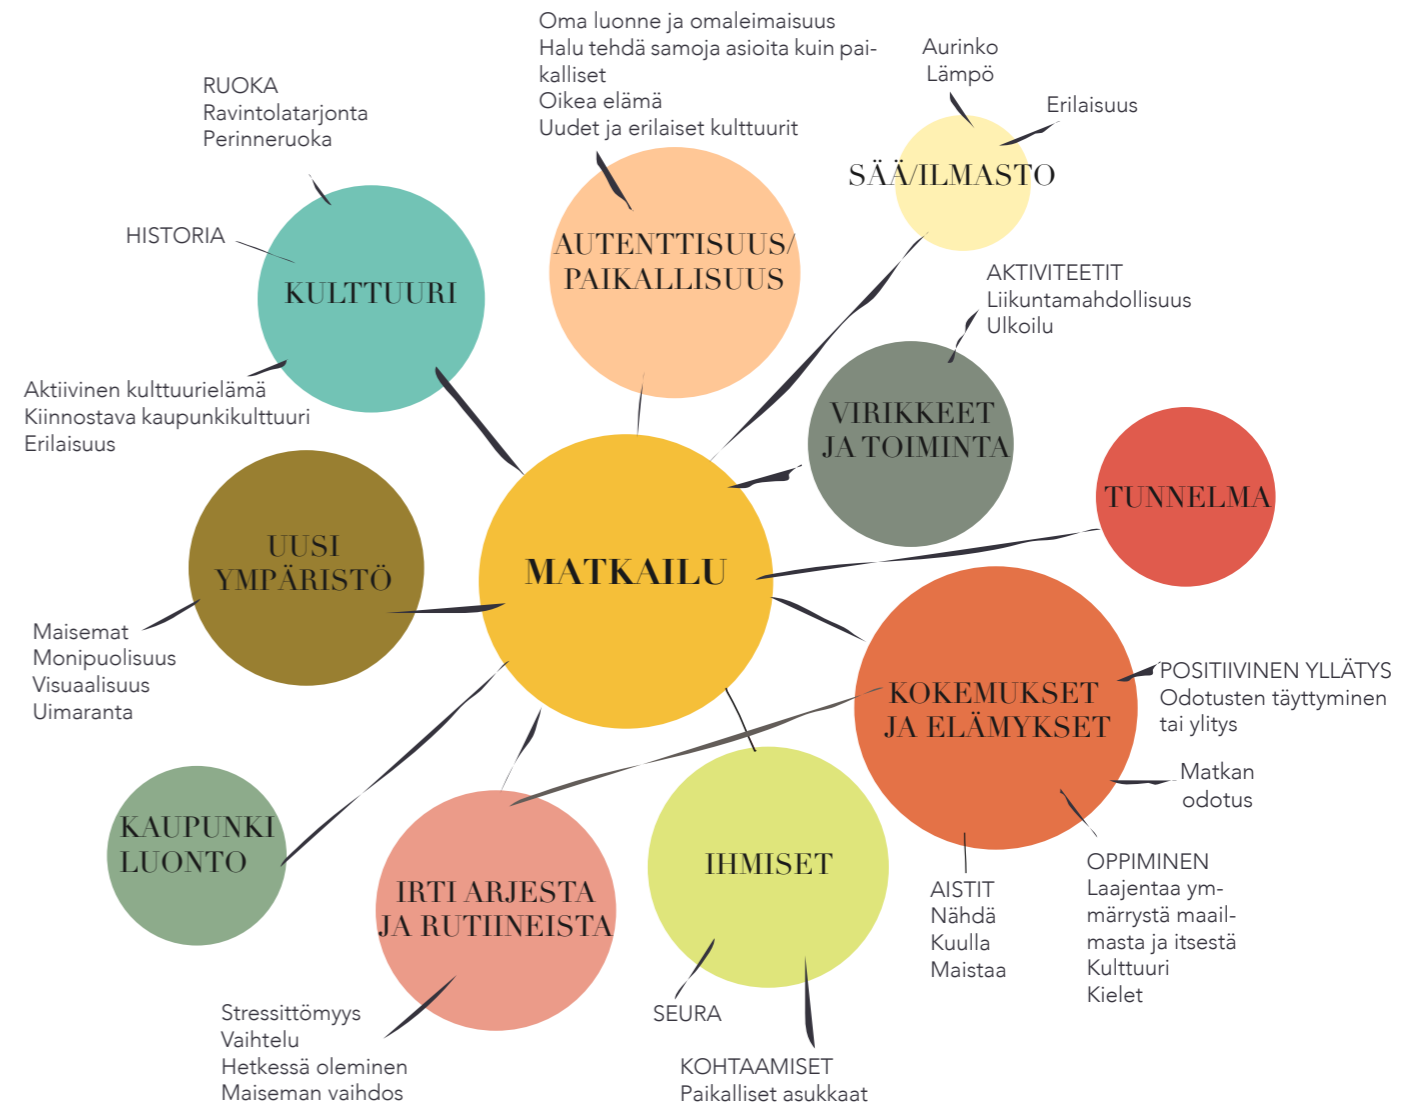 Oma luonne ja omaleimaisuus
Halu tehdä samoja asioita kuin pai-
kalliset
Oikea elämä
Uudet ja erilaiset kulttuurit
AUTENTTISUUS/
PAIKALLISUUS
Aurinko
Lämpö
Erilaisuus
SÄÄ/ILMASTO
RUOKA
Ravintolatarjonta
Perinneruoka
HISTORIA
KULTTUURI
Aktiivinen kulttuurielämä
Kiinnostava kaupunkikulttuuri
Erilaisuus
AKTIVITEETIT
Liikuntamahdollisuus
Ulkoilu
VIRIKKEET
JA TOIMINTA
TUNNELMA
UUSI
YMPÄRISTÖ
MATKAILU
Maisemat
Monipuolisuus
Visuaalisuus
Uimaranta
KOKEMUKSET
JA ELÄMYKSET
POSITIIVINEN YLLÄTYS
Odotusten täyttyminen
tai ylitys
Matkan
odotus
KAUPUNKI
LUONTO
IRTI ARJESTA
JA RUTIINEISTA
IHMISET
AISTIT
Nähdä
Kuulla
Maistaa
OPPIMINEN
Laajentaa ym-
märrystä maail-
masta ja itsestä
Kulttuuri
Kielet
Stressittömyys
Vaihtelu
Hetkessä oleminen
Maiseman vaihdos
SEURA
KOHTAAMISET
Paikalliset asukkaat